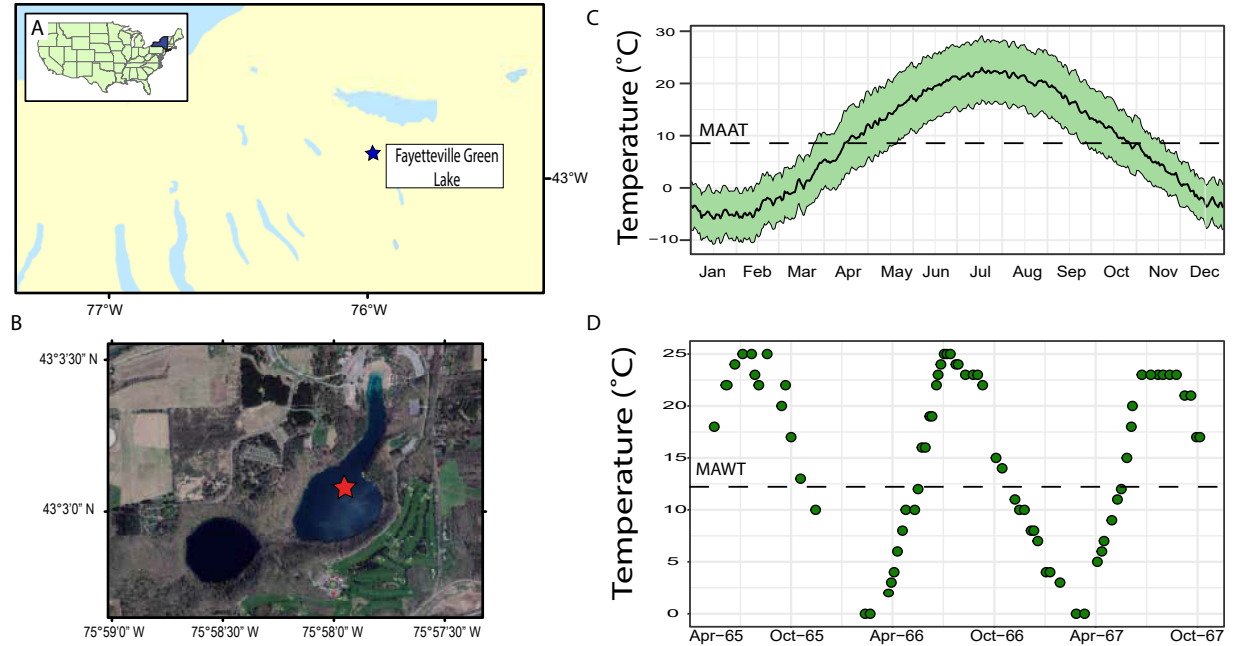 A
Fayetteville Green
Lake
43°W
77°W
76°W
B
43°3'30" N
43°3'0" N
75°59'0" W
75°58'30" W
75°58'0" W
75°57'30" W
C
Temperature (°C)
30
20
10
0
−10
MAAT
Jan
Feb
Mar
Apr
May
Jun
Jul
Aug
Sep
Oct
Nov
Dec
D
Temperature (°C)
25
20
15
10
5
0
MAWT
Apr−65
Oct−65
Apr−66
Oct−66
Apr−67
Oct−67